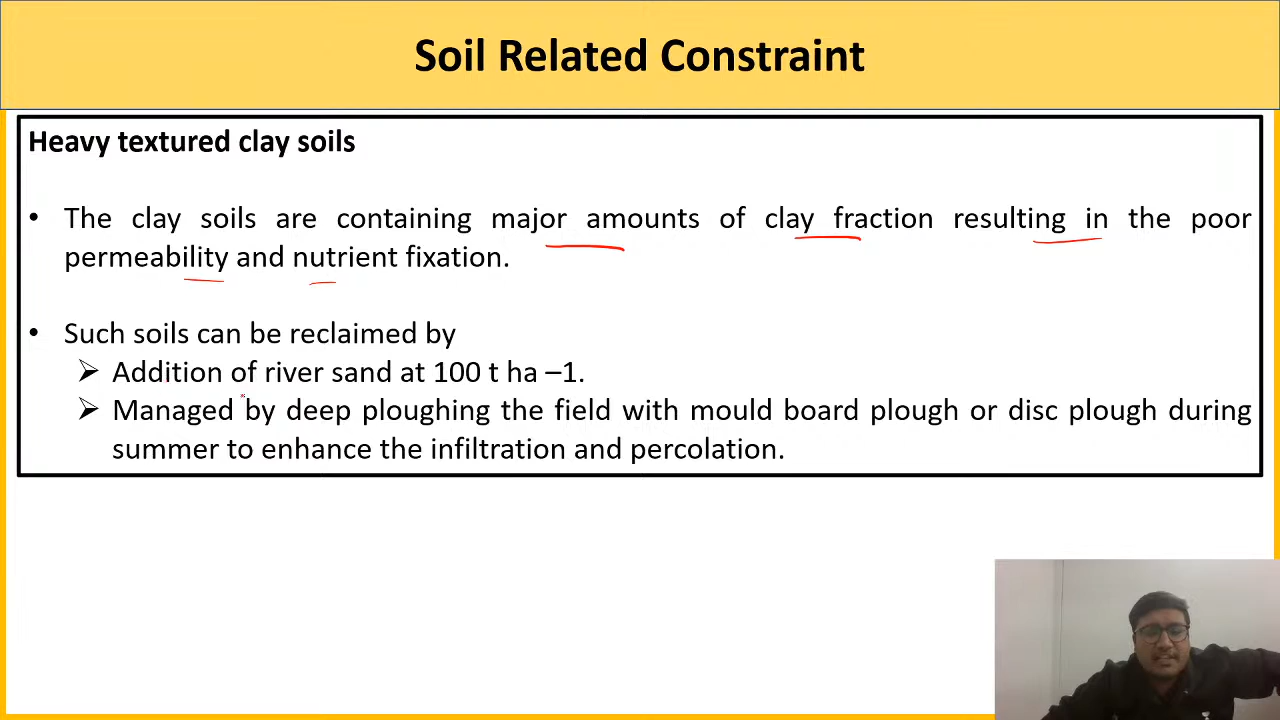 Soil Related Constraint
Heavy textured clay soils
• The clay soils are containing major amounts of clay fraction resulting in the poor
permeability and nutrient fixation.
• Such soils can be reclaimed by
➢ Addition of river sand at 100 t ha –1.
➢ Managed by deep ploughing the field with mould board plough or disc plough during
summer to enhance the infiltration and percolation.